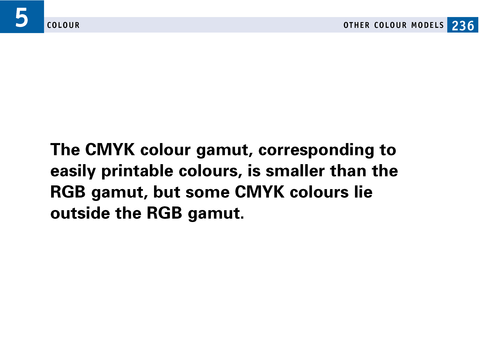 5
COLOUR
OTHER COLOUR MODELS 236
The CMYK colour gamut, corresponding to
easily printable colours, is smaller than the
RGB gamut, but some CMYK colours lie
outside the RGB gamut.